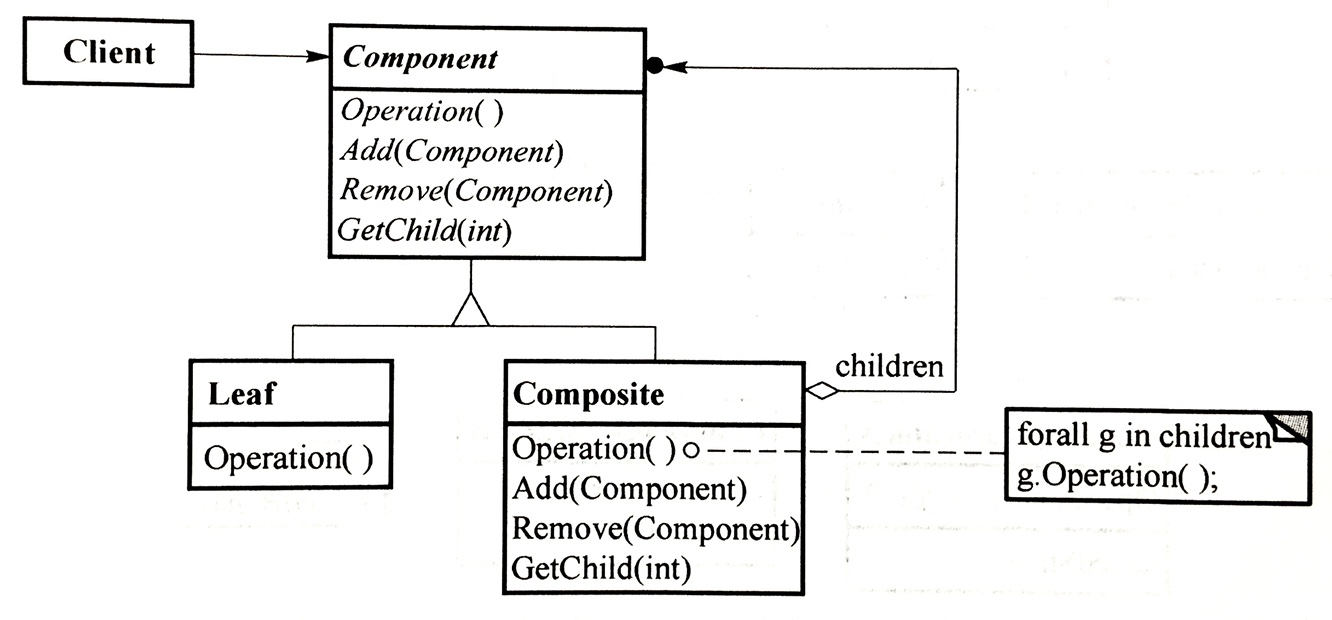 Client
Component
Operation( )
Add(Component)
Remove(Component)
GetChild(int)
Leaf
Operation( )
Composite
Operation( )
Add(Component)
Remove(Component)
GetChild(int)
children
forall g in children
g.Operation( );